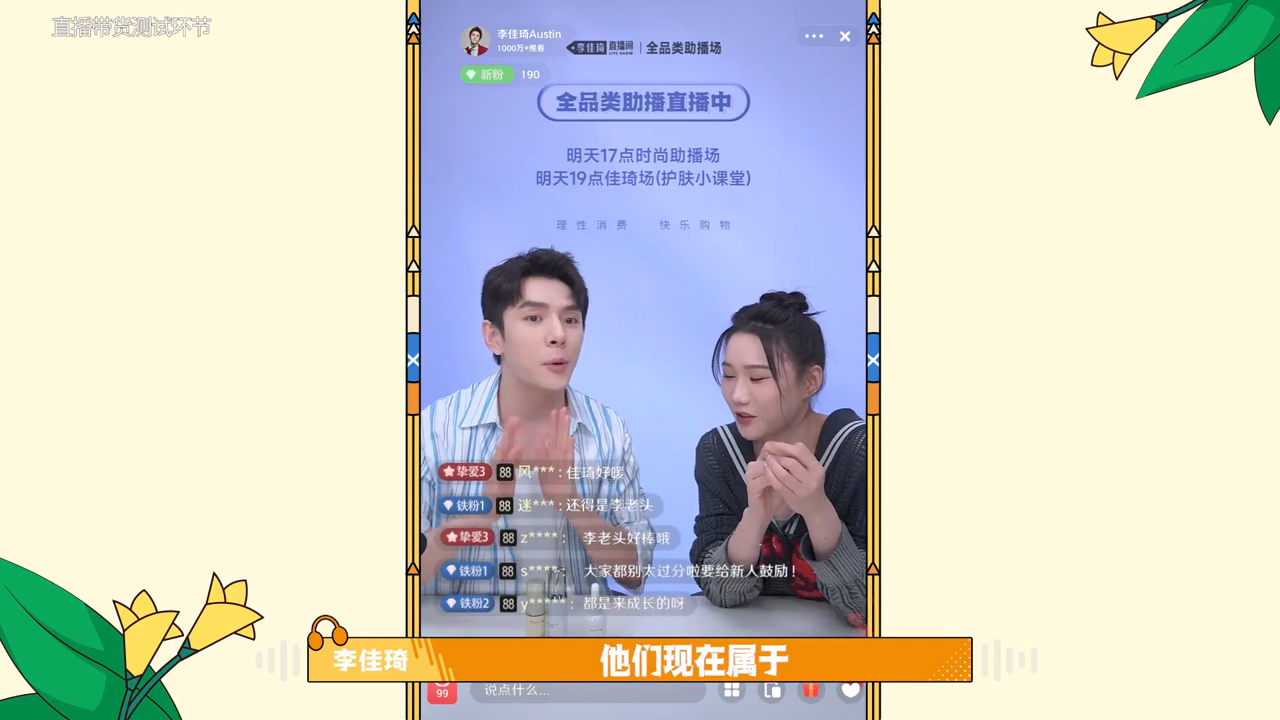 直播带货测试环节
李佳琦Austin
1000万+观看
李佳琦 直播间 LIVE SHOW 全品类助播场
新粉 190
全品类助播直播中
明天17点时尚助播场
明天19点佳琦场(护肤小课堂)
理性消费 快乐购物
挚爱3 88 风***:佳琦好暖
铁粉1 88 迷***:还得是李老头
挚爱3 88 z****: 李老头好棒哦
铁粉1 88 s****: 大家都别太过分啦要给新人鼓励!
铁粉2 88 y*****: 都是来成长的呀
李佳琦 他们现在属于
99 说点什么...